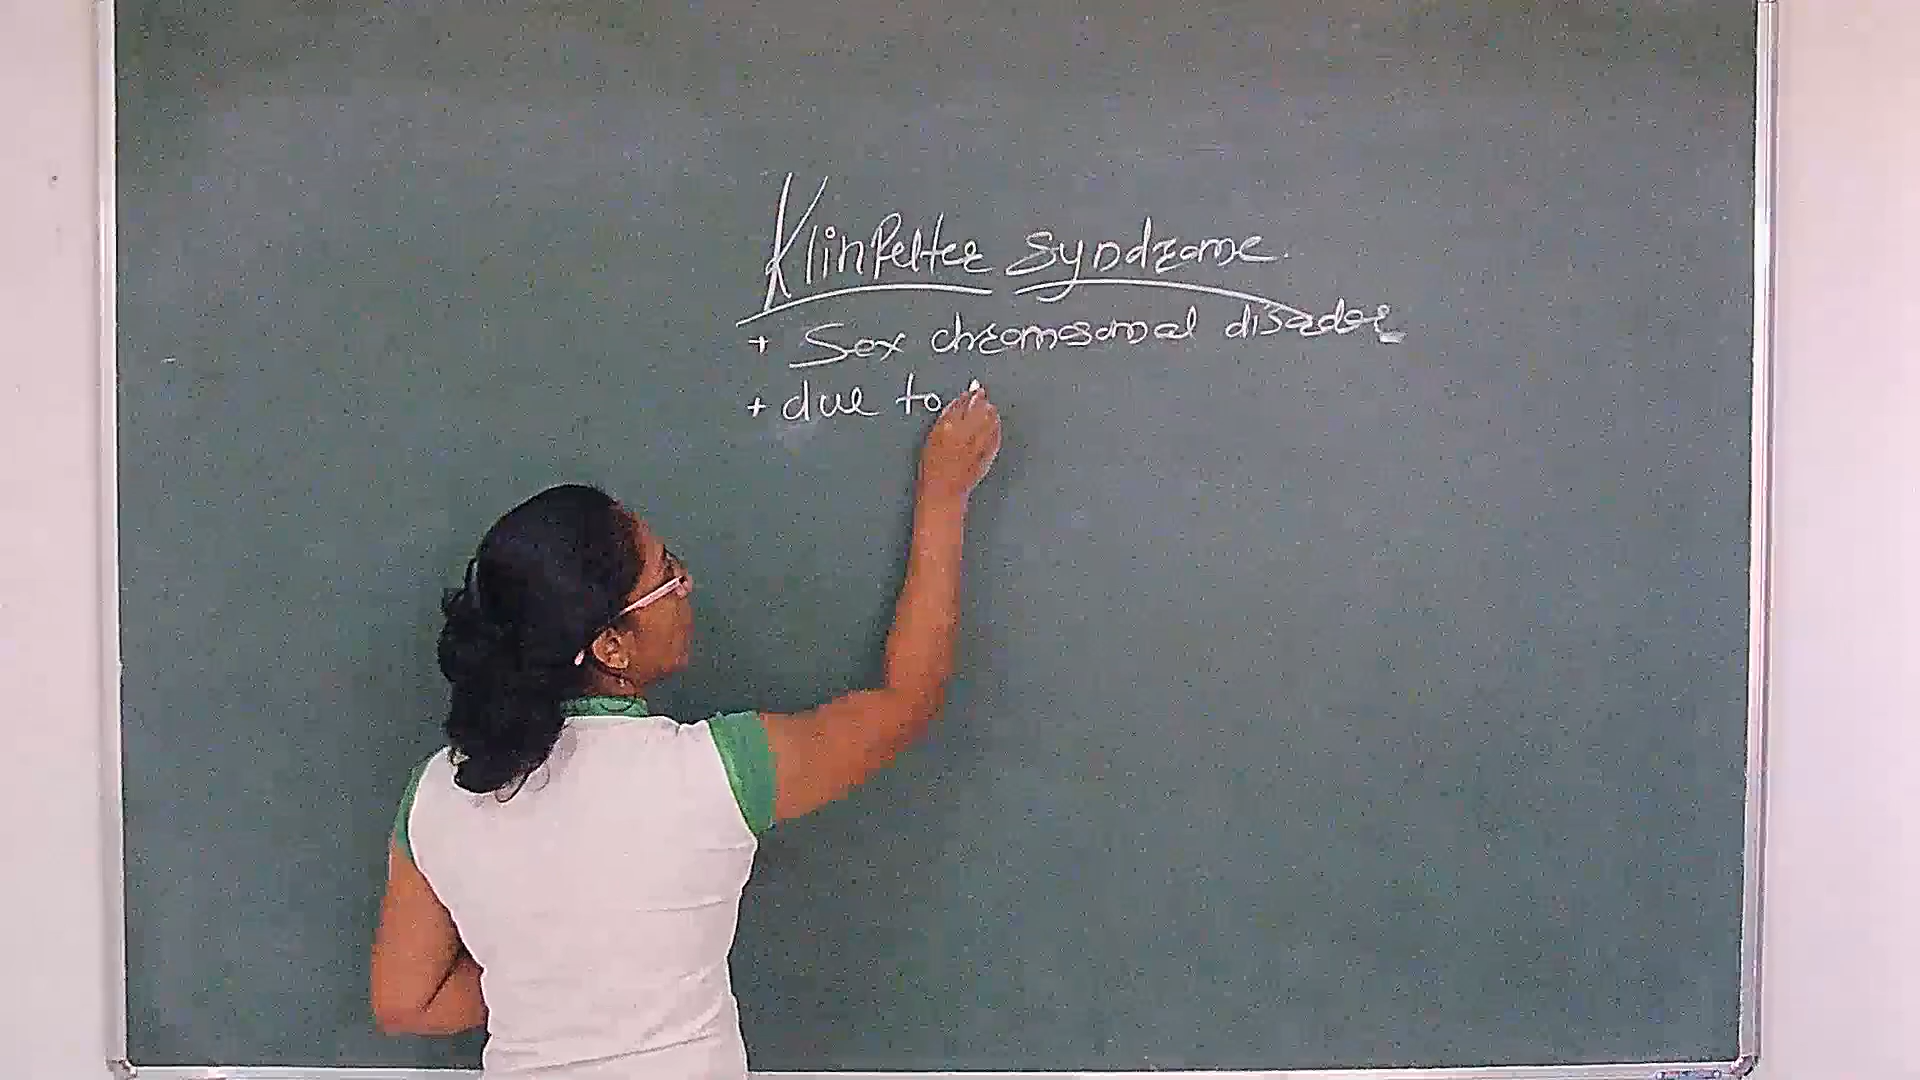 Klinfelter Syndrome.
+ Sex chromosomal disorder
+ due to